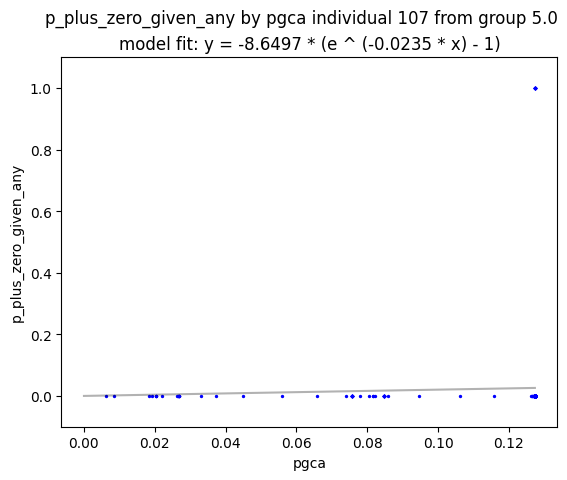 p_plus_zero_given_any by pgca individual 107 from group 5.0
model fit: y = -8.6497 * (e ^ (-0.0235 * x) - 1)
1.0
0.8
0.6
0.4
0.2
0.0
p_plus_zero_given_any
0.00 0.02 0.04 0.06 0.08 0.10 0.12
pgca